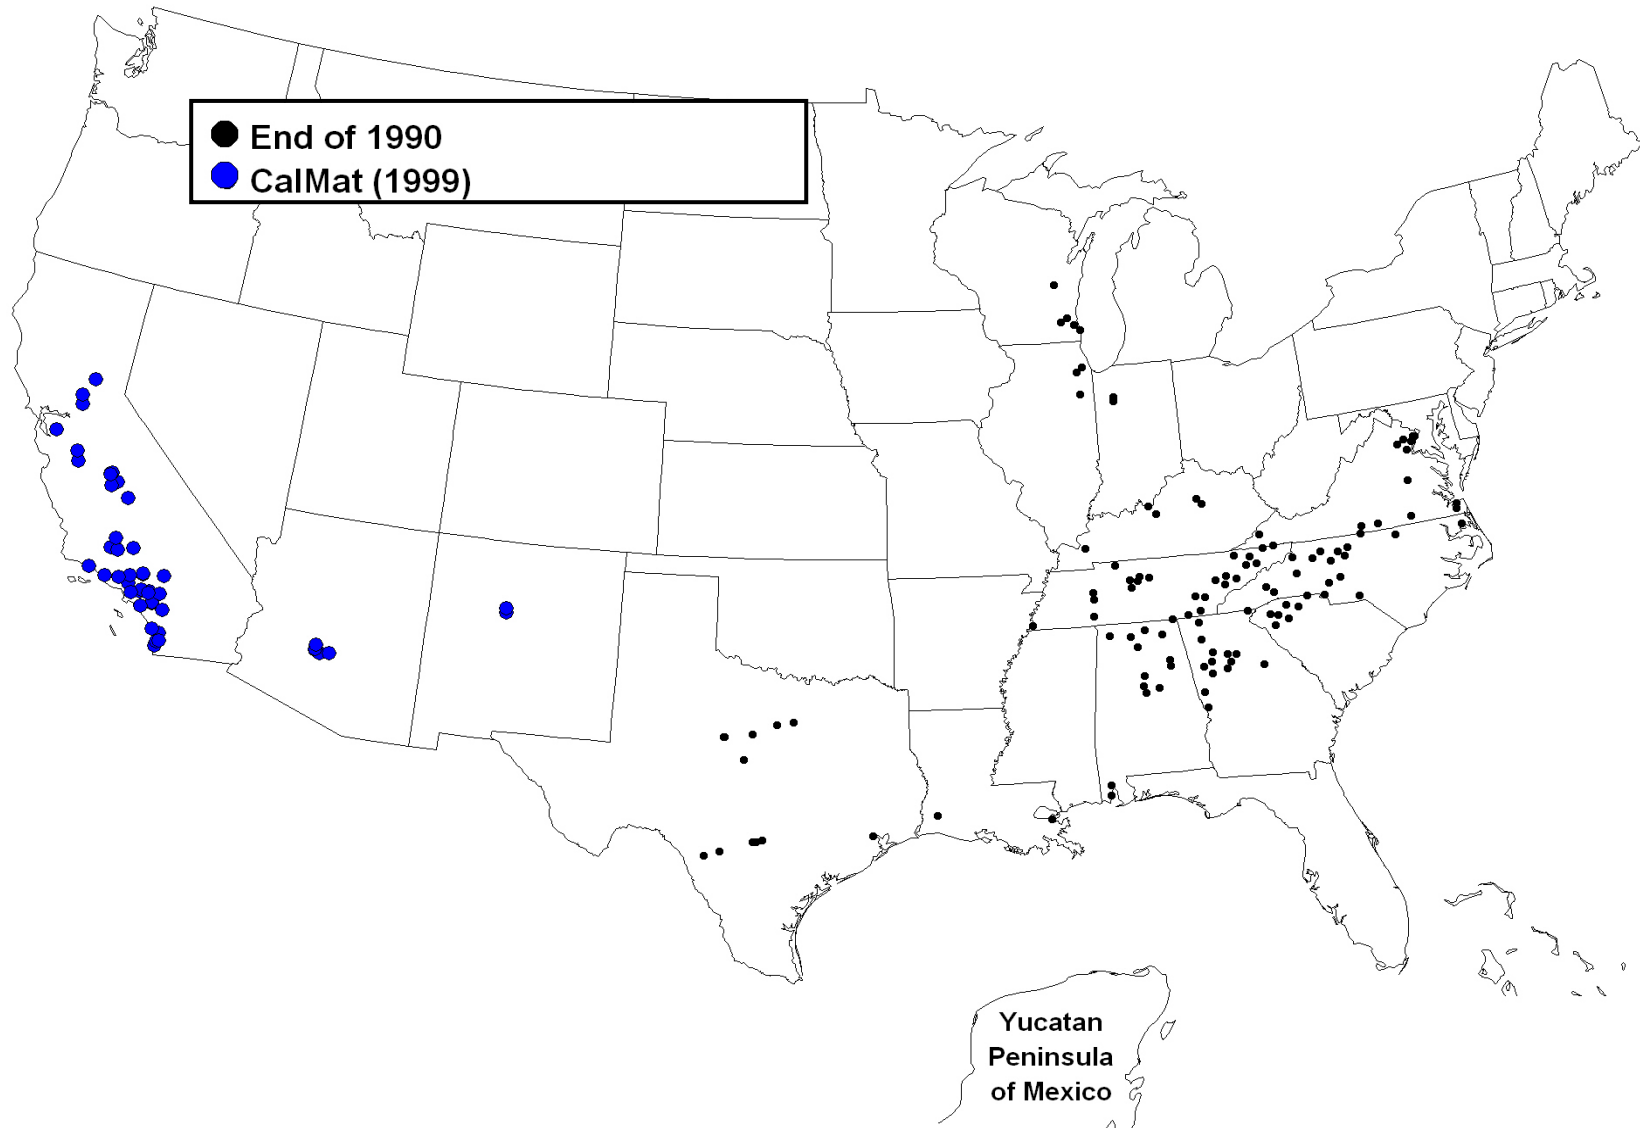 End of 1990
CalMat (1999)
Yucatan
Peninsula
of Mexico